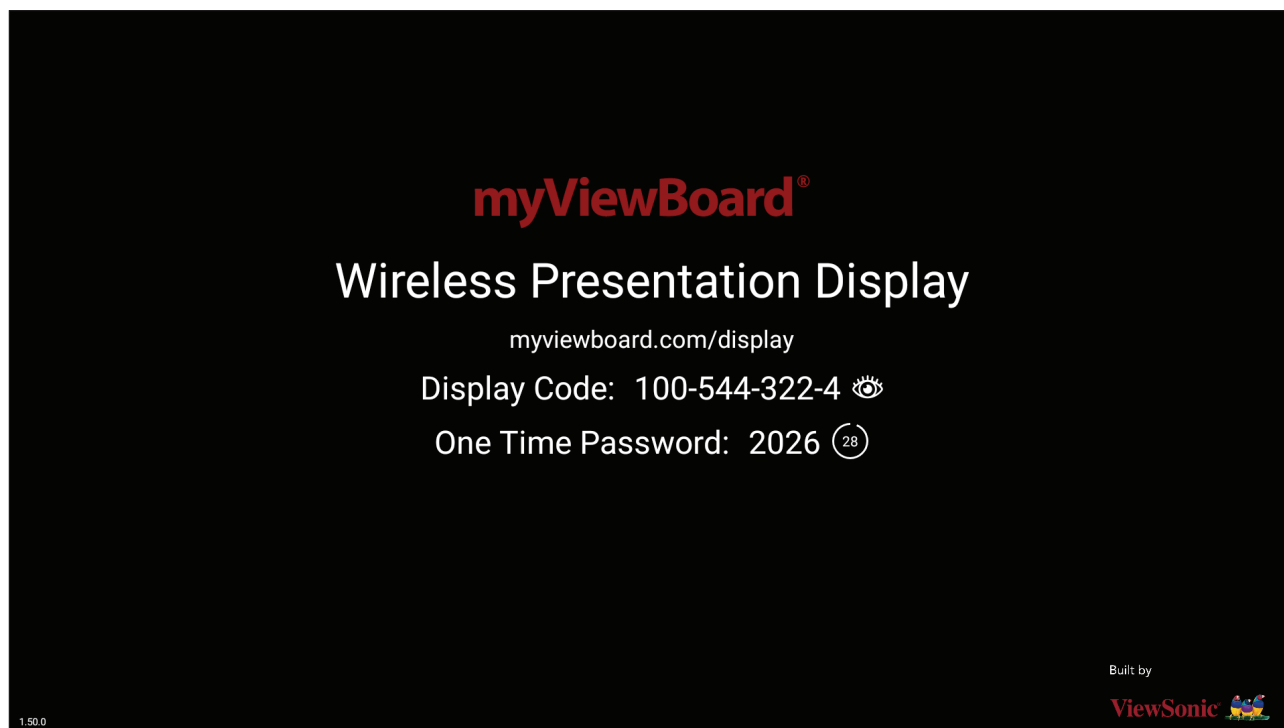 myViewBoard®
Wireless Presentation Display
myviewboard.com/display
Display Code: 100-544-322-4
One Time Password: 2026 28
Built by
ViewSonic
1.50.0